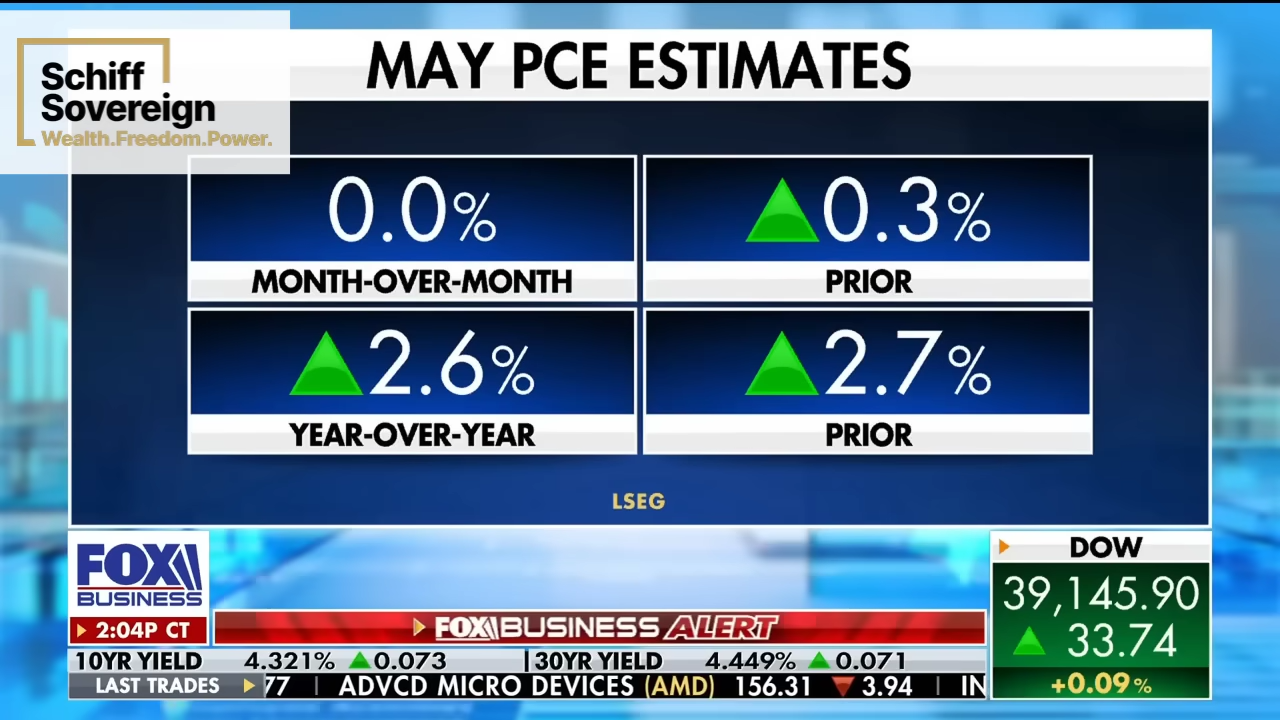 Schiff
Sovereign
Wealth.Freedom.Power.
MAY PCE ESTIMATES
0.0%
MONTH-OVER-MONTH
0.3%
PRIOR
2.6%
YEAR-OVER-YEAR
2.7%
PRIOR
LSEG
FOX
BUSINESS
2:04P CT
FOX BUSINESS ALERT
10YR YIELD 4.321% 0.073 | 30YR YIELD 4.449% 0.071
LAST TRADES 77 | ADVCD MICRO DEVICES (AMD) 156.31 3.94 | IN
DOW
39,145.90
33.74
+0.09%